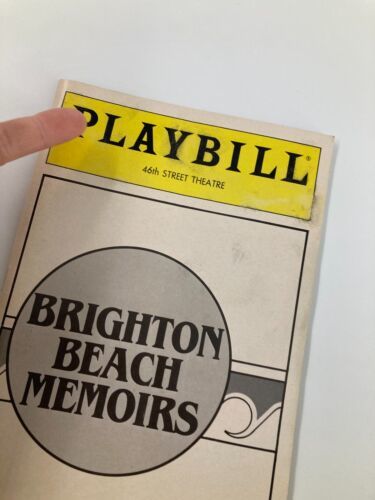 PLAYBILL®
46th STREET THEATRE
BRIGHTON
BEACH
MEMOIRS